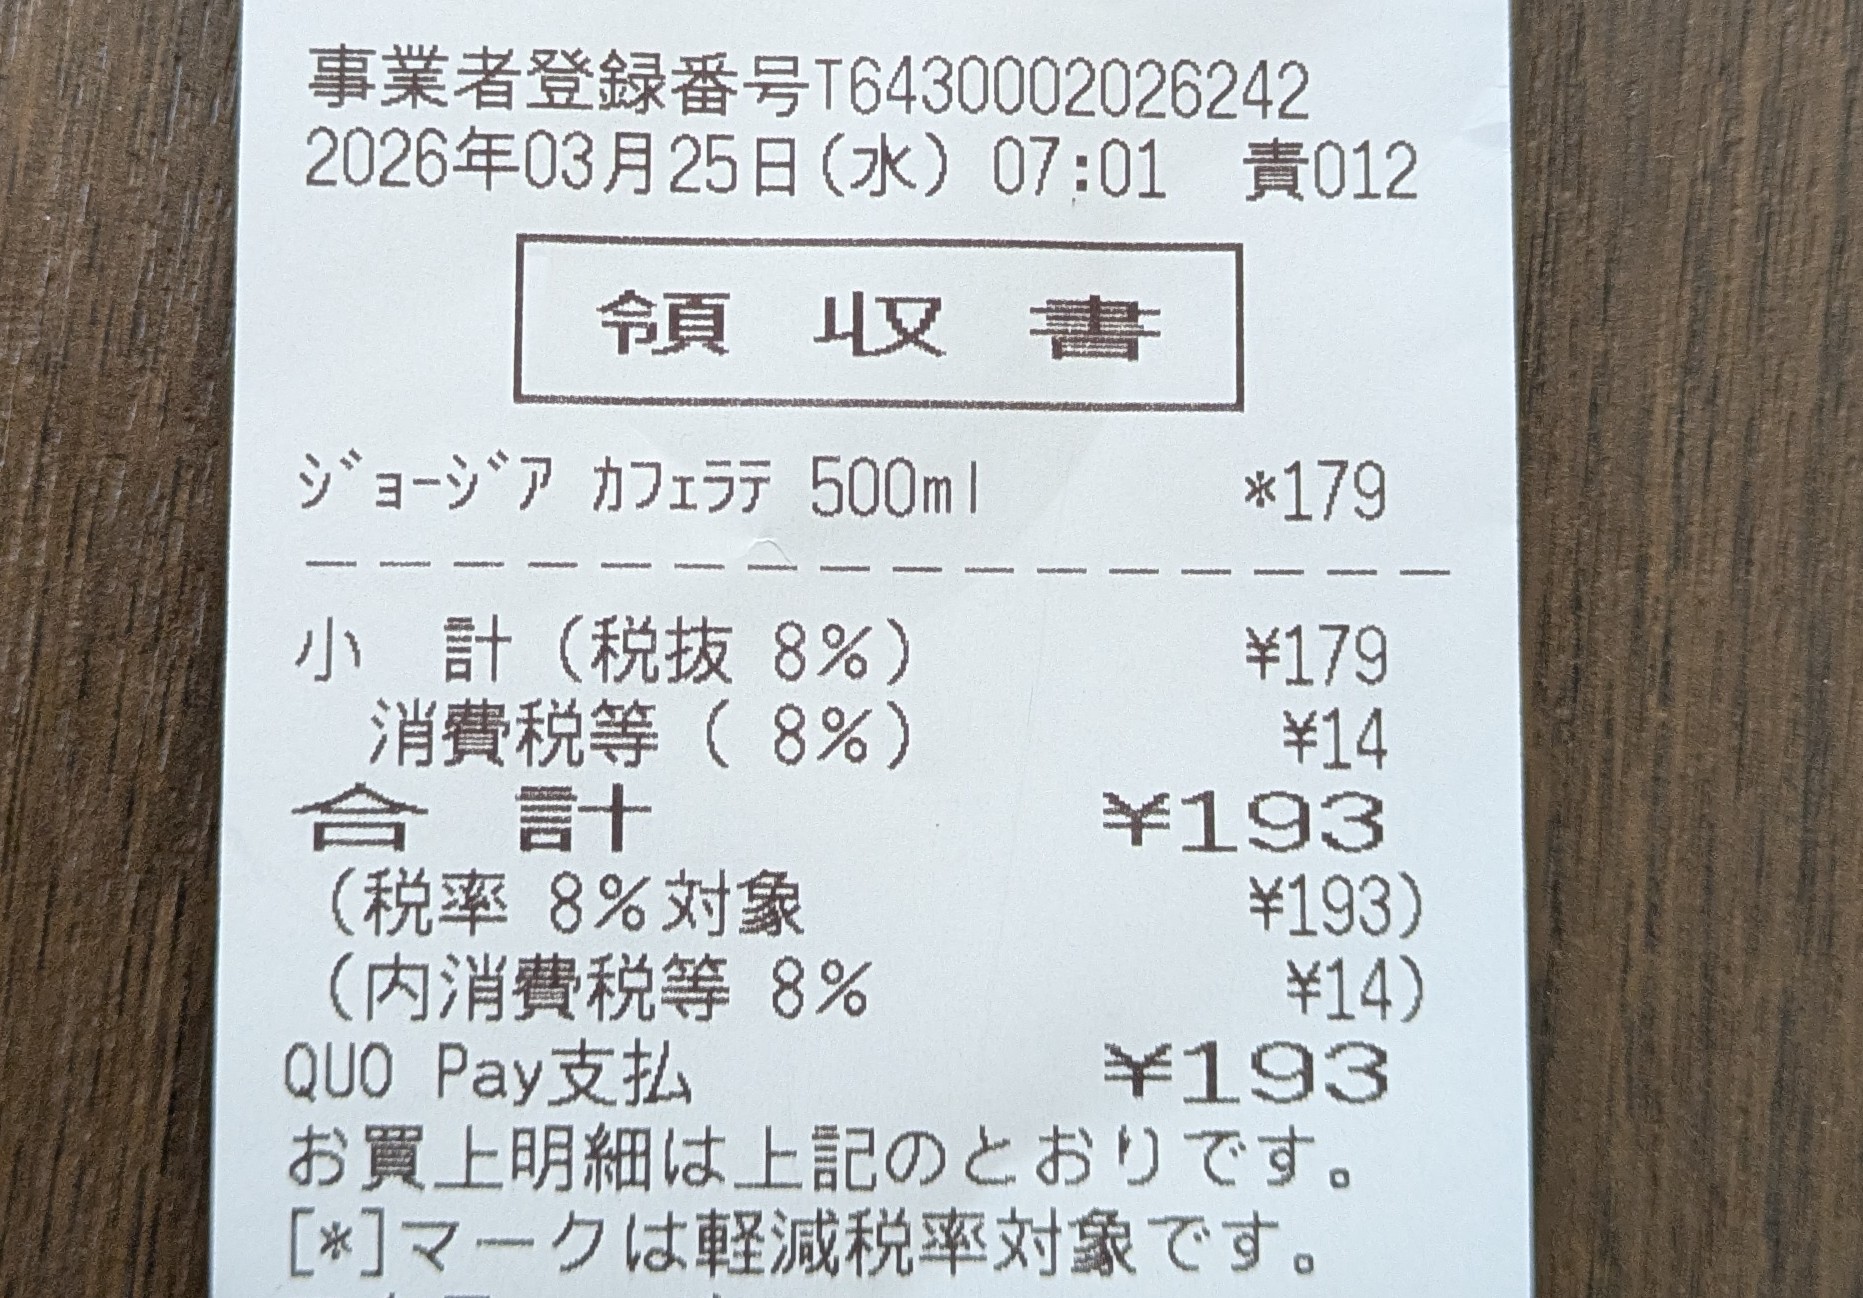 事業者登録番号T6430002026242
2026年03月25日(水) 07:01 責012
領収書
ｼﾞｮｰｼﾞｱ ｶﾌｪﾗﾃ 500ml *179
小 計(税抜 8%) ¥179
消費税等( 8%) ¥14
合 計 ¥193
(税率 8%対象 ¥193)
(内消費税等 8% ¥14)
QUO Pay支払 ¥193
お買上明細は上記のとおりです。
[*]マークは軽減税率対象です。